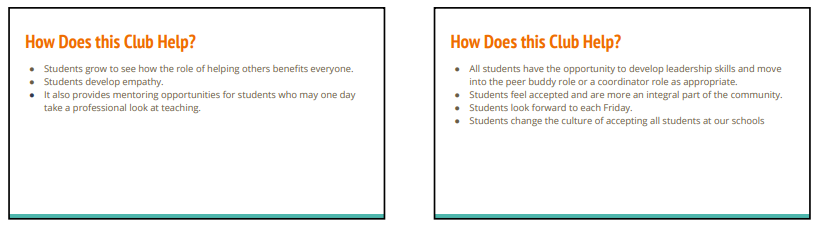 How Does this Club Help?
● Students grow to see how the role of helping others benefits everyone.
● Students develop empathy.
● It also provides mentoring opportunities for students who may one day
take a professional look at teaching.
How Does this Club Help?
● All students have the opportunity to develop leadership skills and move
into the peer buddy role or a coordinator role as appropriate.
● Students feel accepted and are more an integral part of the community.
● Students look forward to each Friday.
● Students change the culture of accepting all students at our schools